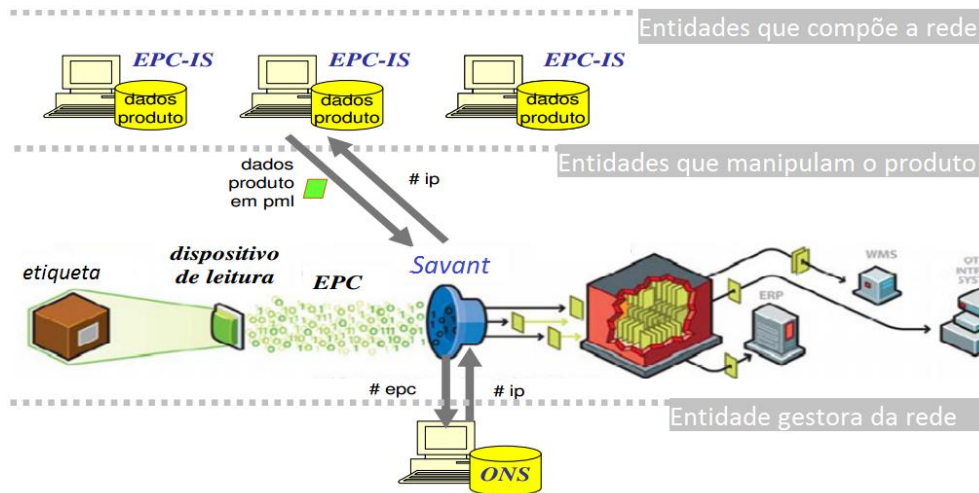 Entidades que compõe a rede
EPC-IS
EPC-IS
EPC-IS
dados
produto
dados
produto
dados
produto
Entidades que manipulam o produto
dados
produto
em pml
# ip
etiqueta
dispositivo
de leitura
EPC
Savant
WMS
ERP
# epc
# ip
Entidade gestora da rede
ONS